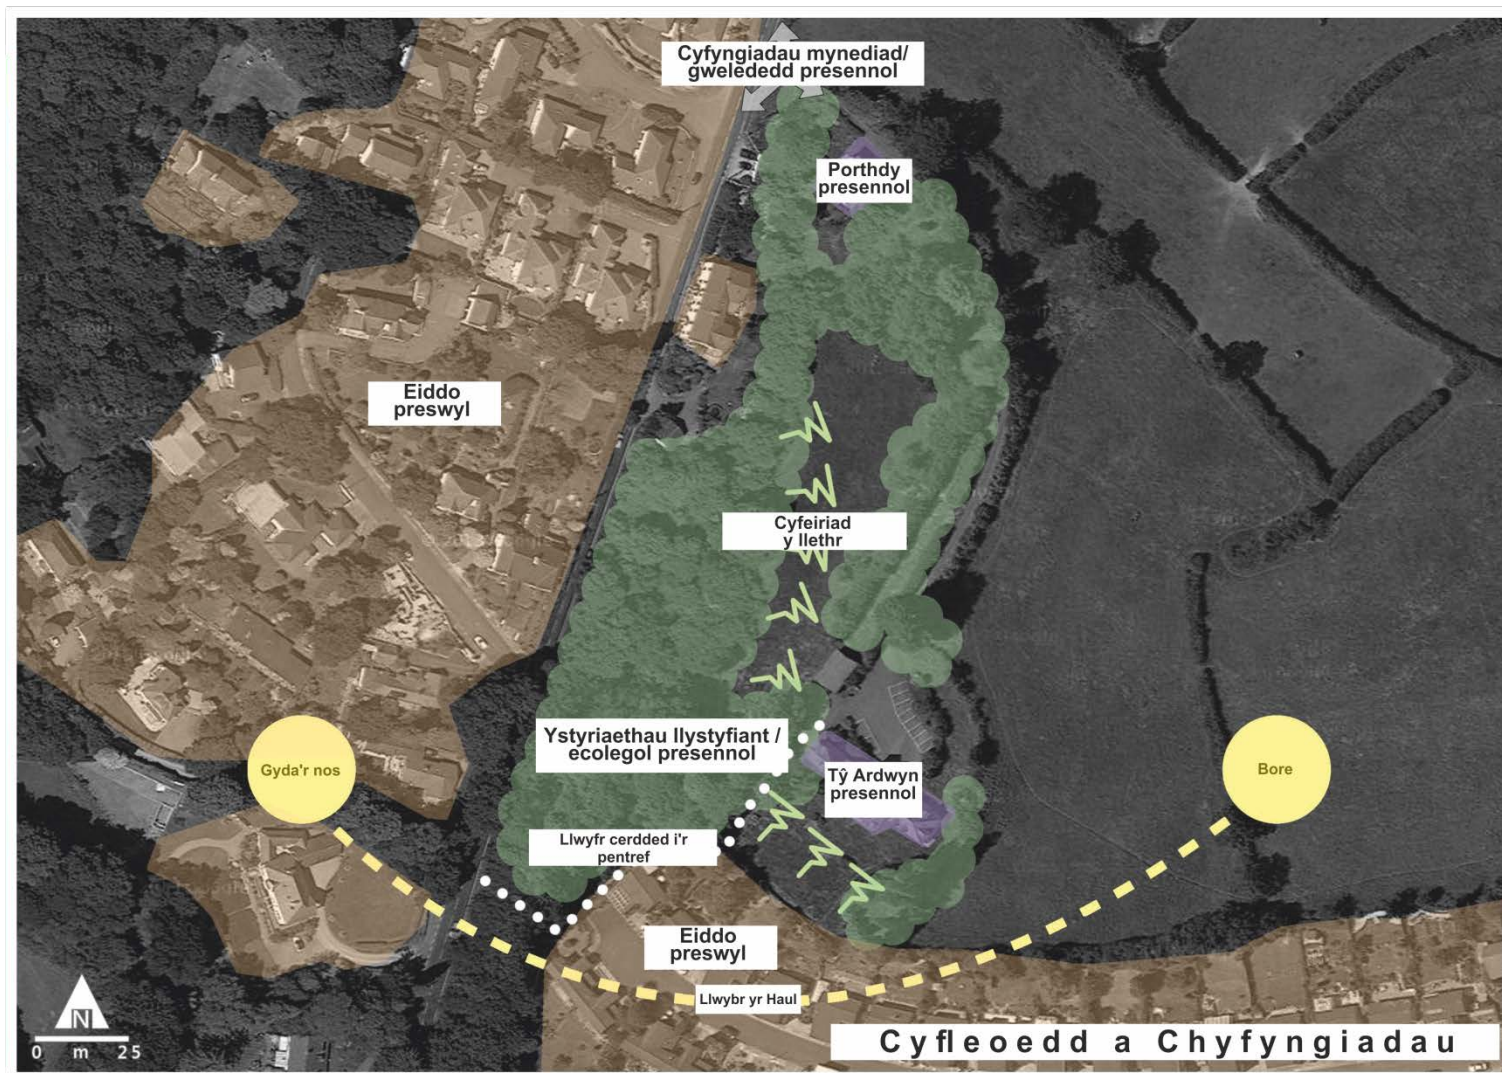 Cyfyngiadau mynediad/
gwelededd presennol
Porthdy
presennol
Eiddo
preswyl
Cyfeiriad
y llethr
Ystyriaethau llystyfiant /
ecolegol presennol
Gyda'r nos
Tŷ Ardwyn
presennol
Bore
Llwyfr cerdded i'r
pentref
Eiddo
preswyl
Llwybr yr Haul
N
0 m 25
Cyfleoedd a Chyfyngiadau